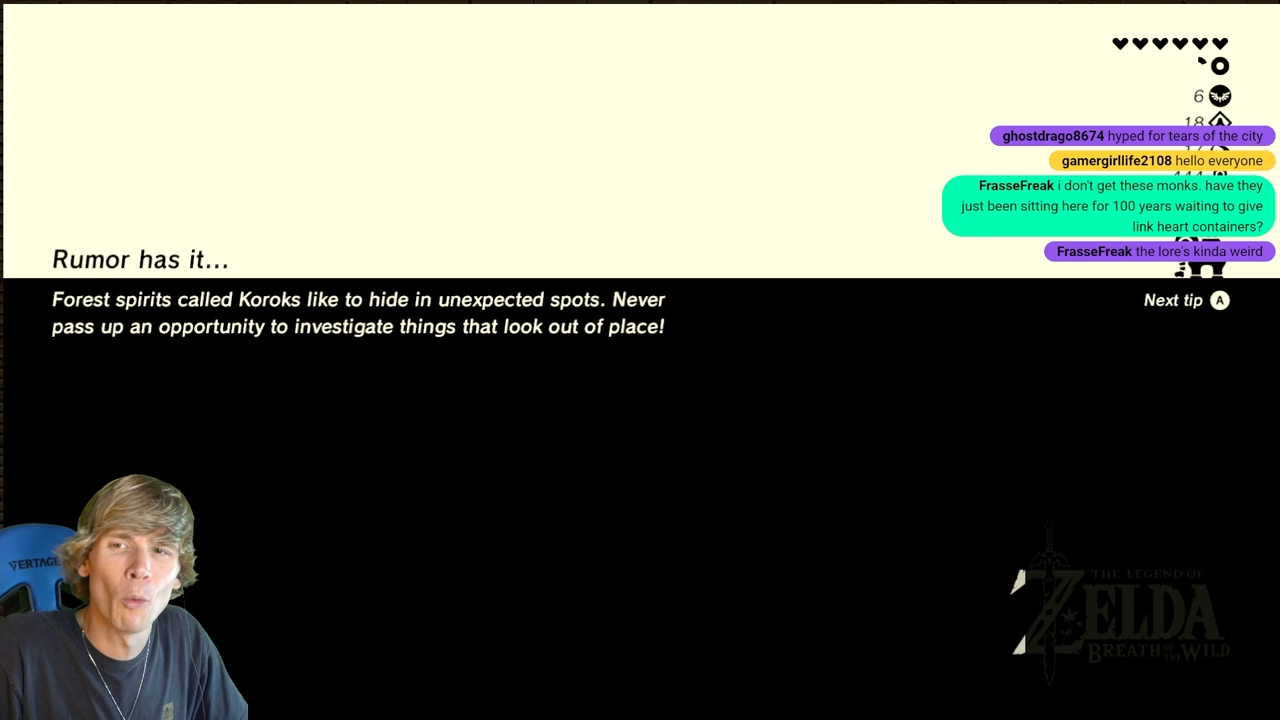 6
18
ghostdrago8674 hyped for tears of the city
gamergirllife2108 hello everyone
FrasseFreak i don't get these monks. have they
just been sitting here for 100 years waiting to give
link heart containers?
FrasseFreak the lore's kinda weird
Rumor has it...
Forest spirits called Koroks like to hide in unexpected spots. Never
pass up an opportunity to investigate things that look out of place!
Next tip A
VERTAGE
THE LEGEND OF
ZELDA
BREATH OF THE WILD